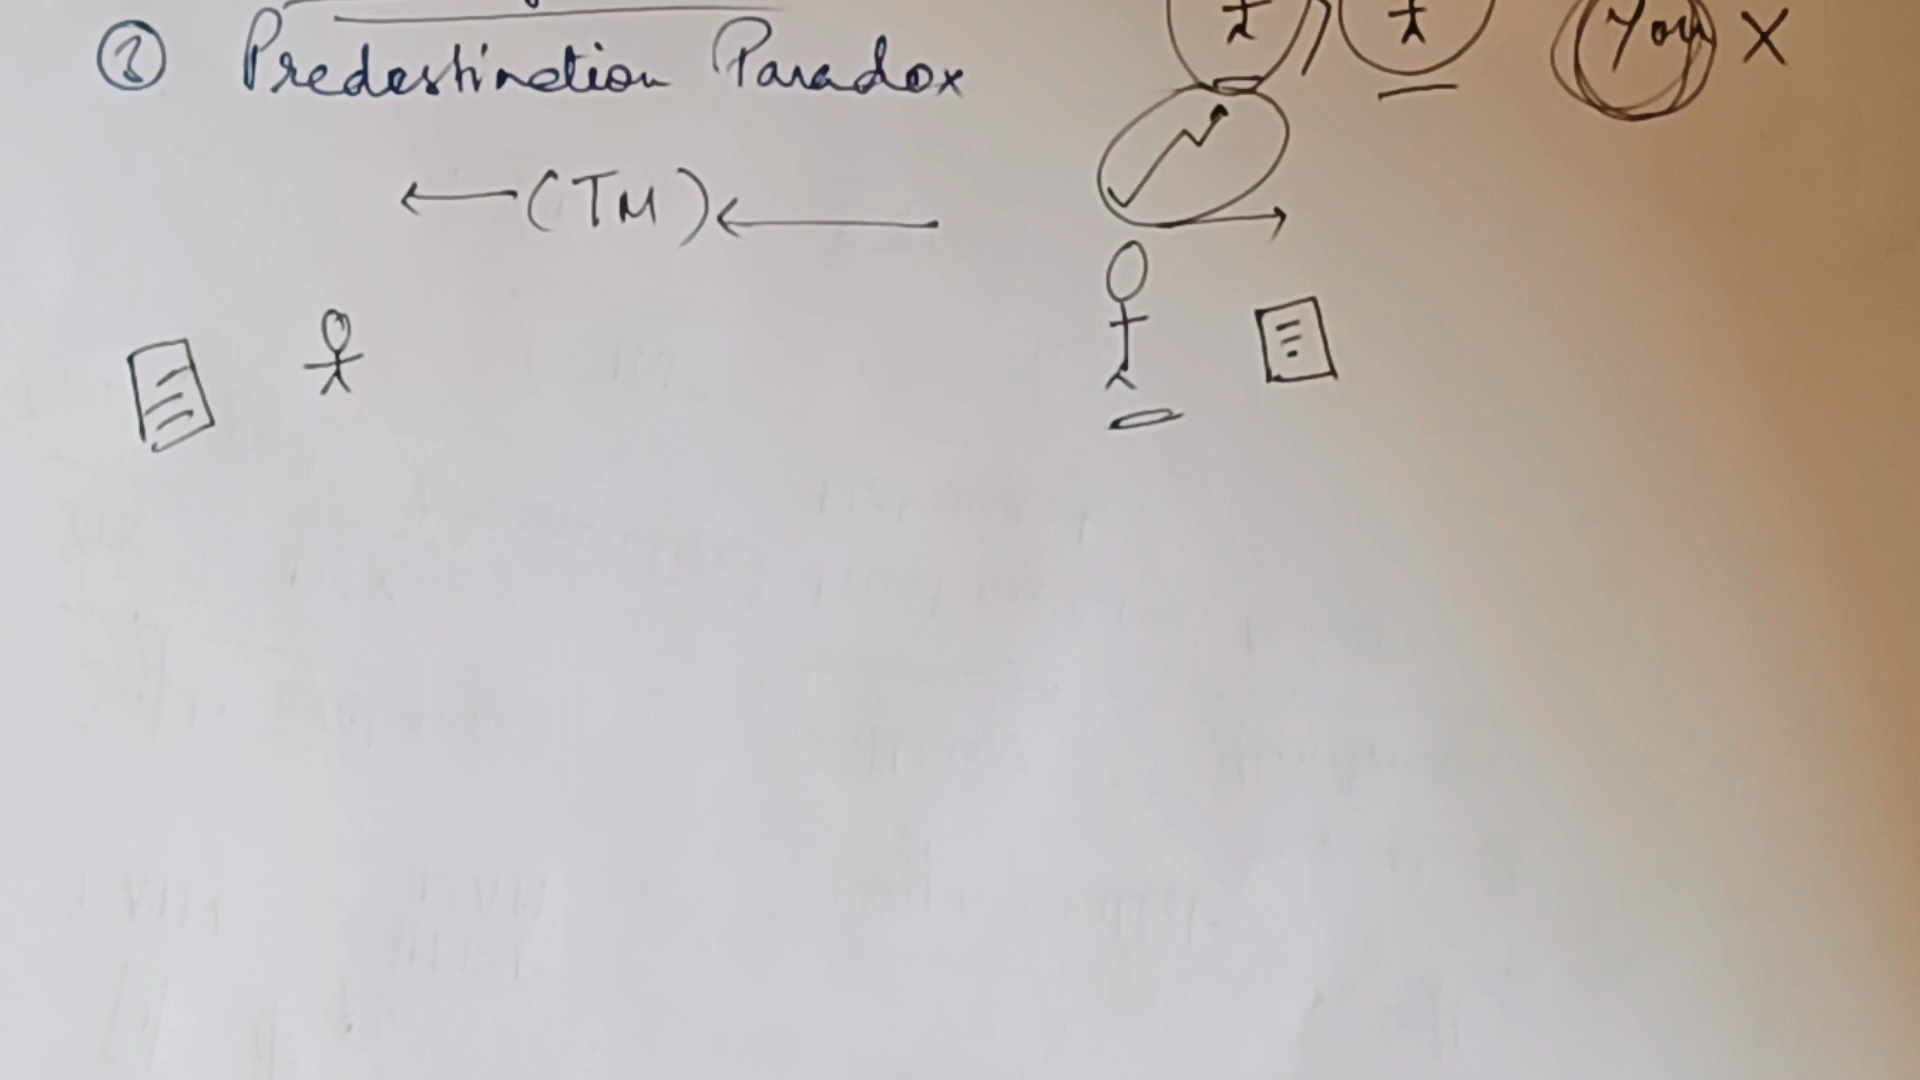 ③ Predestination Paradox
You X
← (TM) ←